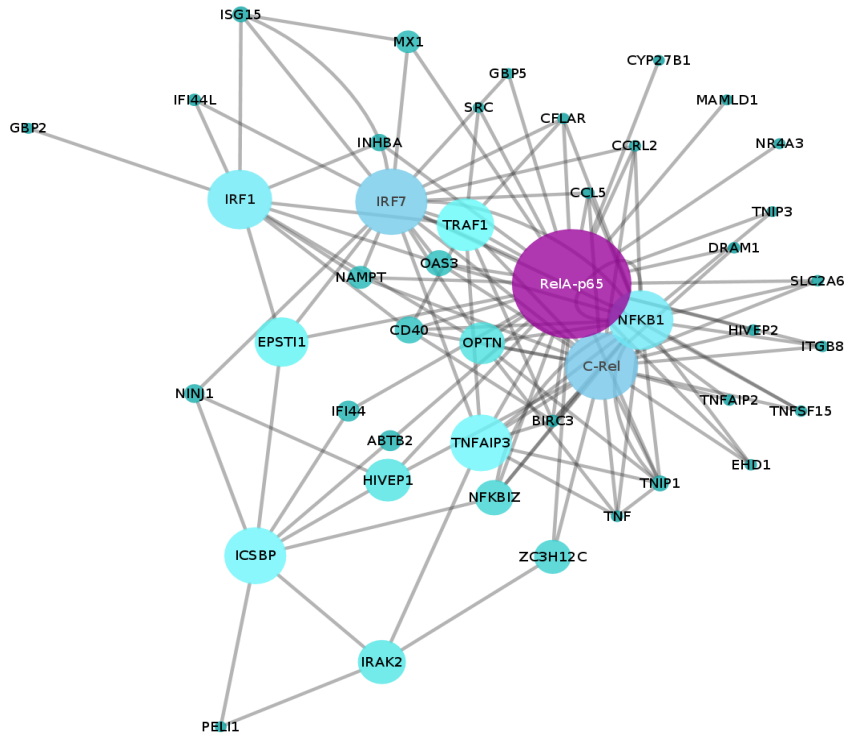 ISG15
MX1
CYP27B1
GBP5
IFI44L
MAMLD1
SRC
CFLAR
GBP2
INHBA
CCRL2
NR4A3
CCL5
IRF1
IRF7
TNIP3
TRAF1
DRAM1
OAS3
NAMPT
RelA-p65
SLC2A6
NFKB1
CD40
HIVEP2
EPSTI1
OPTN
ITGB8
C-Rel
NINJ1
TNFAIP2
IFI44
TNFSF15
BIRC3
ABTB2
TNFAIP3
EHD1
HIVEP1
TNIP1
NFKBIZ
TNF
ICSBP
ZC3H12C
IRAK2
PELI1